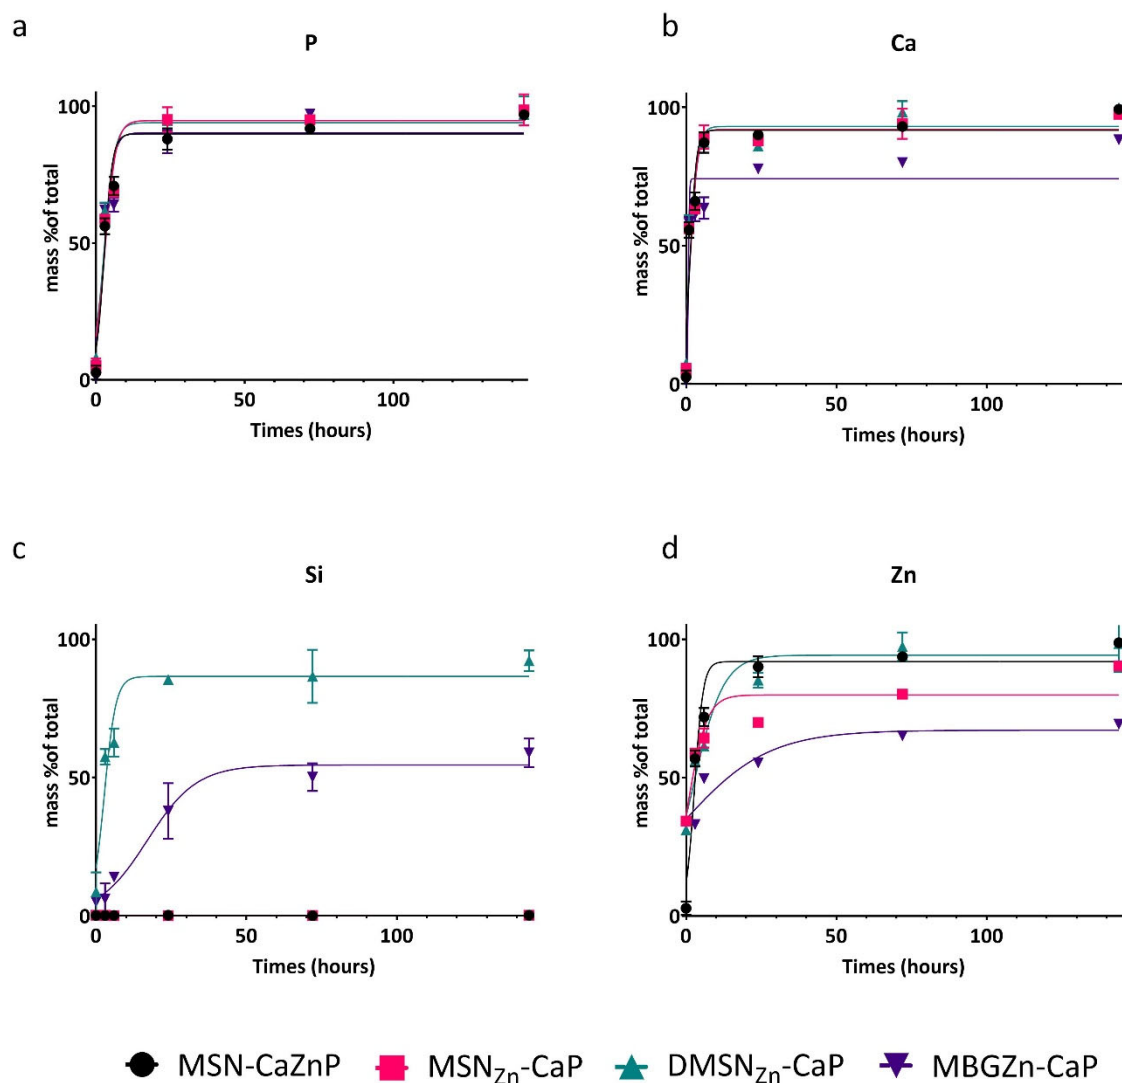 a
P
mass %of total
100
50
0
0
50
100
Times (hours)
b
Ca
mass %of total
100
50
0
0
50
100
Times (hours)
c
Si
mass %of total
100
50
0
0
50
100
Times (hours)
d
Zn
mass %of total
100
50
0
0
50
100
Times (hours)
MSN-CaZnP MSNZn-CaP DMSNZn-CaP MBGZn-CaP